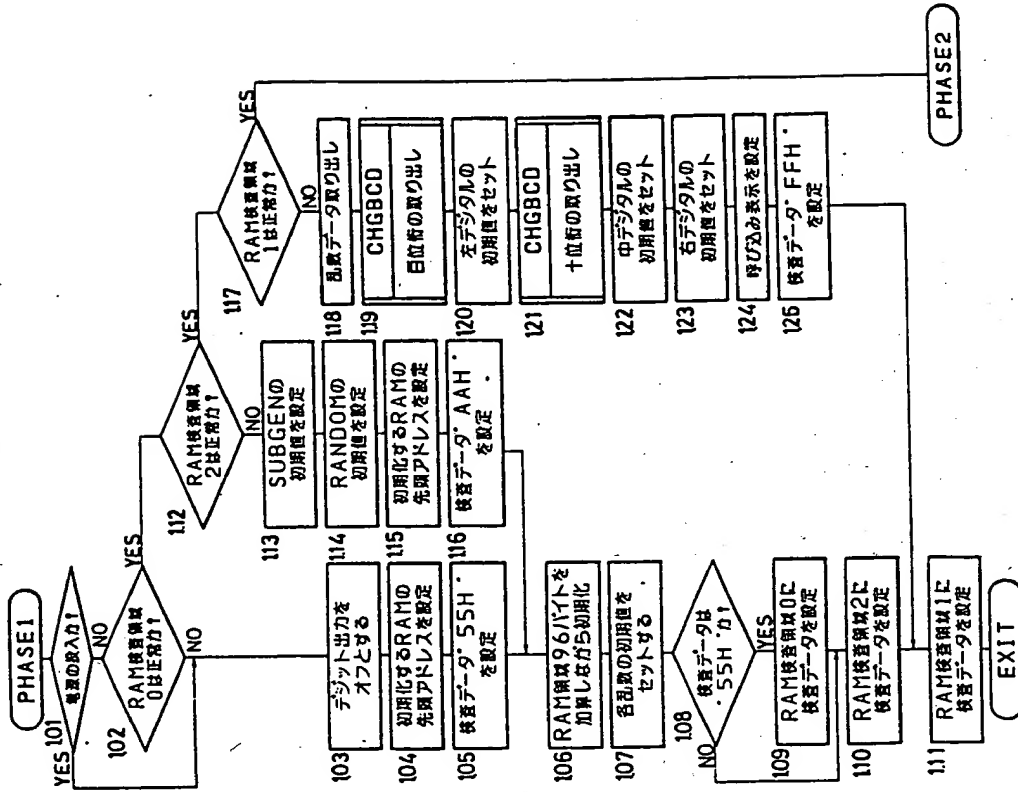 PHASE1
101
電源の投入か?
YES
NO
102
RAM検査領域
0は正常か?
YES
NO
103
デジット出力を
オフとする
104
初期化するRAMの
先頭アドレスを設定
105
検査データ"55H"
を設定
106
RAM領域96バイトを
加算しながら初期化
107
各乱数の初期値を
セットする
108
検査データは
"55H"か?
NO
YES
109
RAM検査領域0に
検査データを設定
110
RAM検査領域2に
検査データを設定
111
RAM検査領域1に
検査データを設定
EXIT
112
RAM検査領域
2は正常か?
YES
NO
113
SUBGENの
初期値を設定
114
RANDOMの
初期値を設定
115
初期化するRAMの
先頭アドレスを設定
116
検査データ"AAH"
を設定
117
RAM検査領域
1は正常か?
YES
NO
118
乱数データ取り出し
119
CHGBCD
百位桁の取り出し
120
左デジタルの
初期値をセット
121
CHGBCD
十位桁の取り出し
122
中デジタルの
初期値をセット
123
右デジタルの
初期値をセット
124
呼び込み表示を設定
126
検査データ"FFH"
を設定
PHASE2